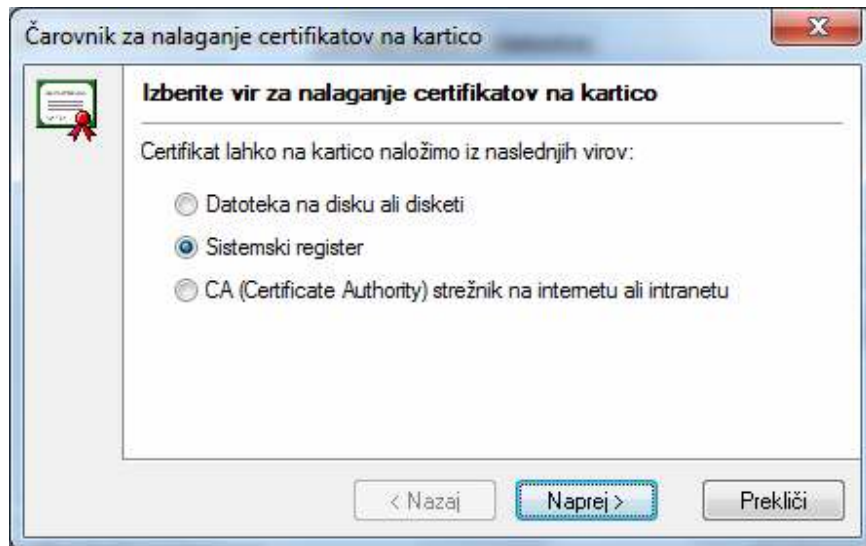 Čarovnik za nalaganje certifikatov na kartico
Izberite vir za nalaganje certifikatov na kartico
Certifikat lahko na kartico naložimo iz naslednjih virov:
Datoteka na disku ali disketi
Sistemski register
CA (Certificate Authority) strežnik na internetu ali intranetu
< Nazaj
Naprej >
Prekliči